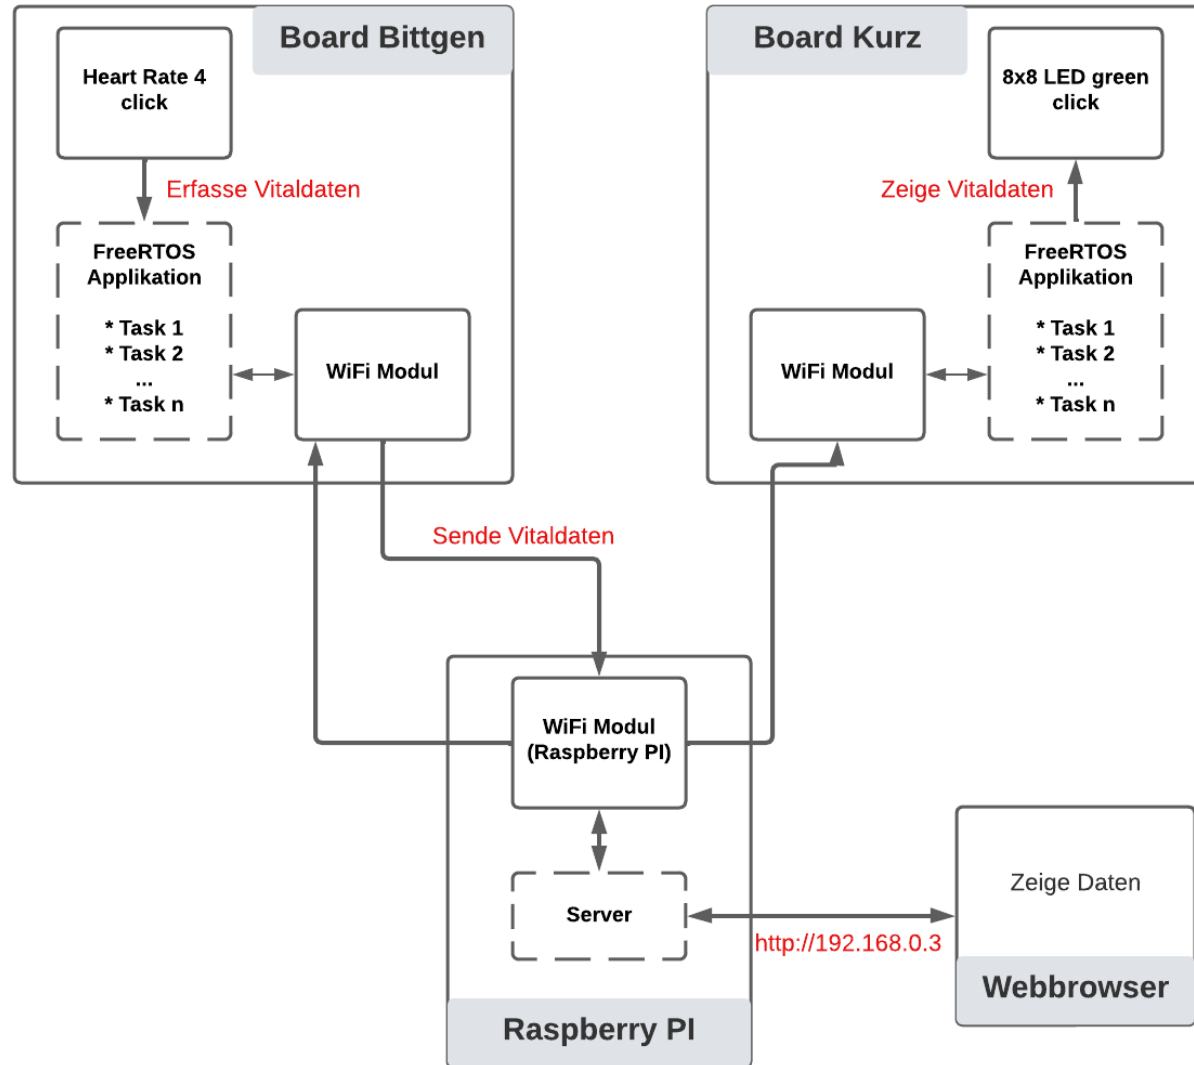 Board Bittgen
Heart Rate 4
click
Erfasse Vitaldaten
FreeRTOS
Applikation
* Task 1
* Task 2
...
* Task n
WiFi Modul
Board Kurz
8x8 LED green
click
Zeige Vitaldaten
FreeRTOS
Applikation
* Task 1
* Task 2
...
* Task n
WiFi Modul
Sende Vitaldaten
WiFi Modul
(Raspberry PI)
Server
Raspberry PI
http://192.168.0.3
Zeige Daten
Webbrowser